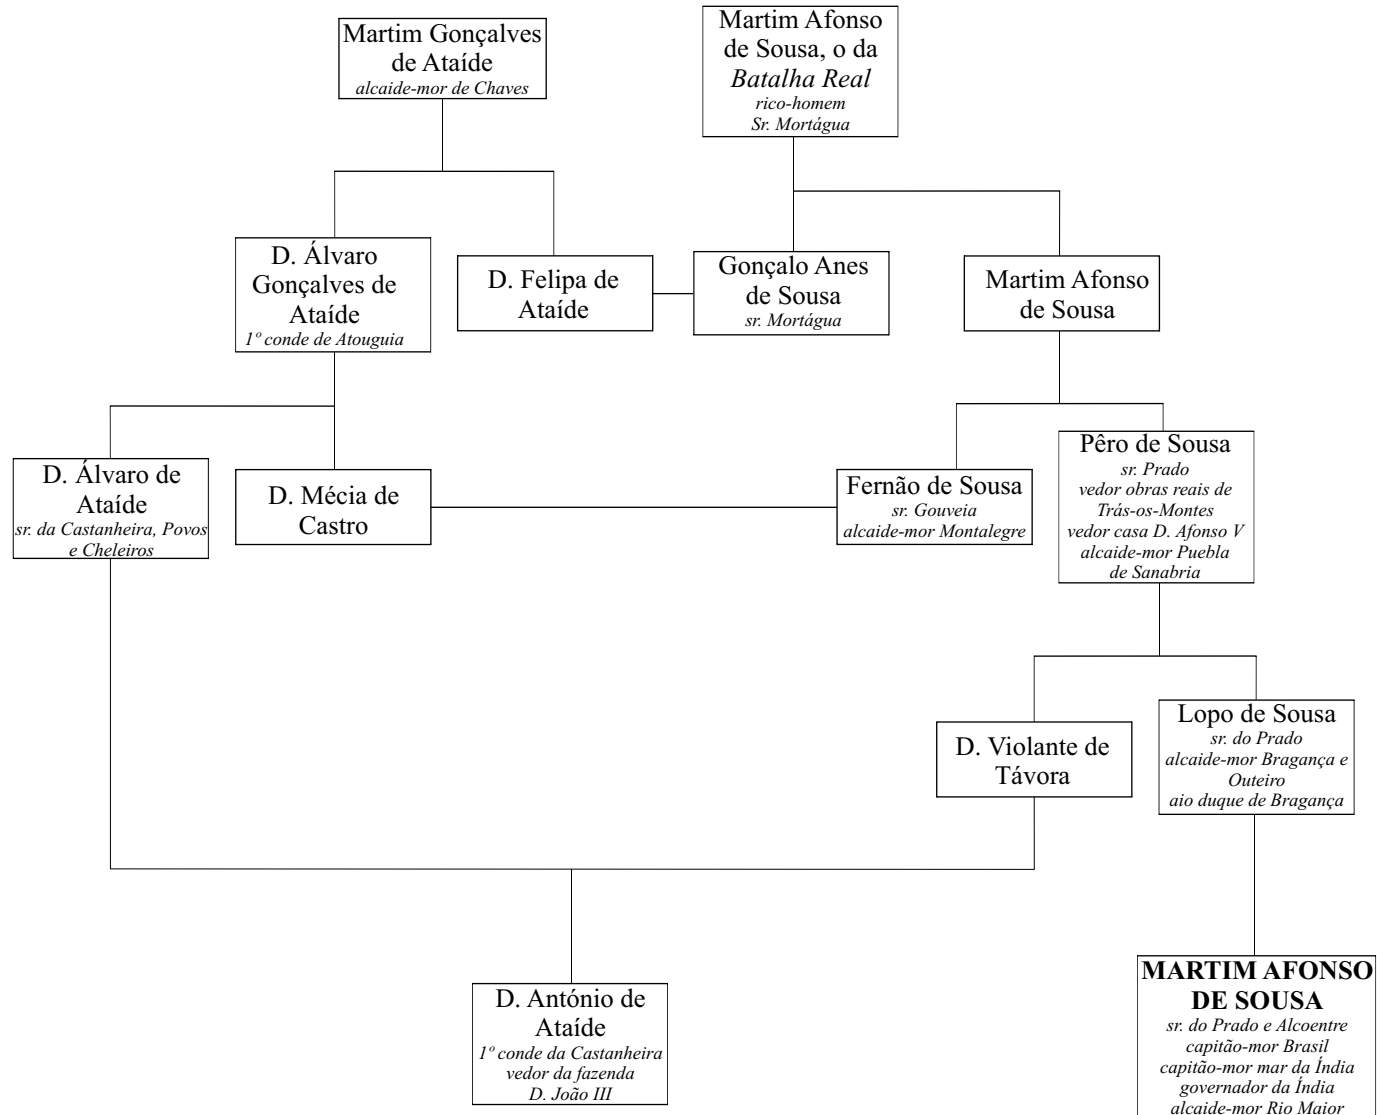 Martim Gonçalves
de Ataíde
alcaide-mor de Chaves
Martim Afonso
de Sousa, o da
Batalha Real
rico-homem
Sr. Mortágua
D. Álvaro
Gonçalves de
Ataíde
1º conde de Atouguia
D. Felipa de
Ataíde
Gonçalo Anes
de Sousa
sr. Mortágua
Martim Afonso
de Sousa
D. Álvaro de
Ataíde
sr. da Castanheira, Povos
e Cheleiros
D. Mécia de
Castro
Fernão de Sousa
sr. Gouveia
alcaide-mor Montalegre
Pêro de Sousa
sr. Prado
vedor obras reais de
Trás-os-Montes
vedor casa D. Afonso V
alcaide-mor Puebla
de Sanabria
D. Violante de
Távora
Lopo de Sousa
sr. do Prado
alcaide-mor Bragança e
Outeiro
aio duque de Bragança
D. António de
Ataíde
1º conde da Castanheira
vedor da fazenda
D. João III
MARTIM AFONSO
DE SOUSA
sr. do Prado e Alcoentre
capitão-mor Brasil
capitão-mor mar da Índia
governador da Índia
alcaide-mor Rio Maior